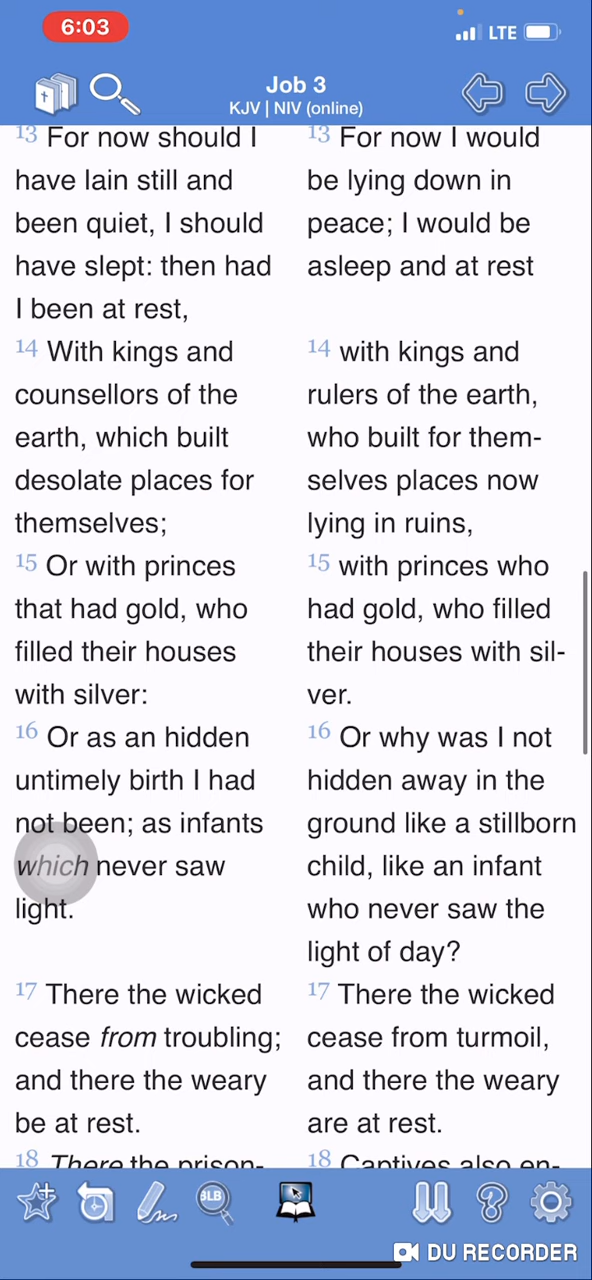 6:03
LTE
Job 3
KJV | NIV (online)
13 For now should I
have lain still and
been quiet, I should
have slept: then had
I been at rest,
14 With kings and
counsellors of the
earth, which built
desolate places for
themselves;
15 Or with princes
that had gold, who
filled their houses
with silver:
16 Or as an hidden
untimely birth I had
not been; as infants
which never saw
light.
17 There the wicked
cease from troubling;
and there the weary
be at rest.
18 There the prison-
13 For now I would
be lying down in
peace; I would be
asleep and at rest
14 with kings and
rulers of the earth,
who built for them-
selves places now
lying in ruins,
15 with princes who
had gold, who filled
their houses with sil-
ver.
16 Or why was I not
hidden away in the
ground like a stillborn
child, like an infant
who never saw the
light of day?
17 There the wicked
cease from turmoil,
and there the weary
are at rest.
18 Captives also en-
BLB
DU RECORDER